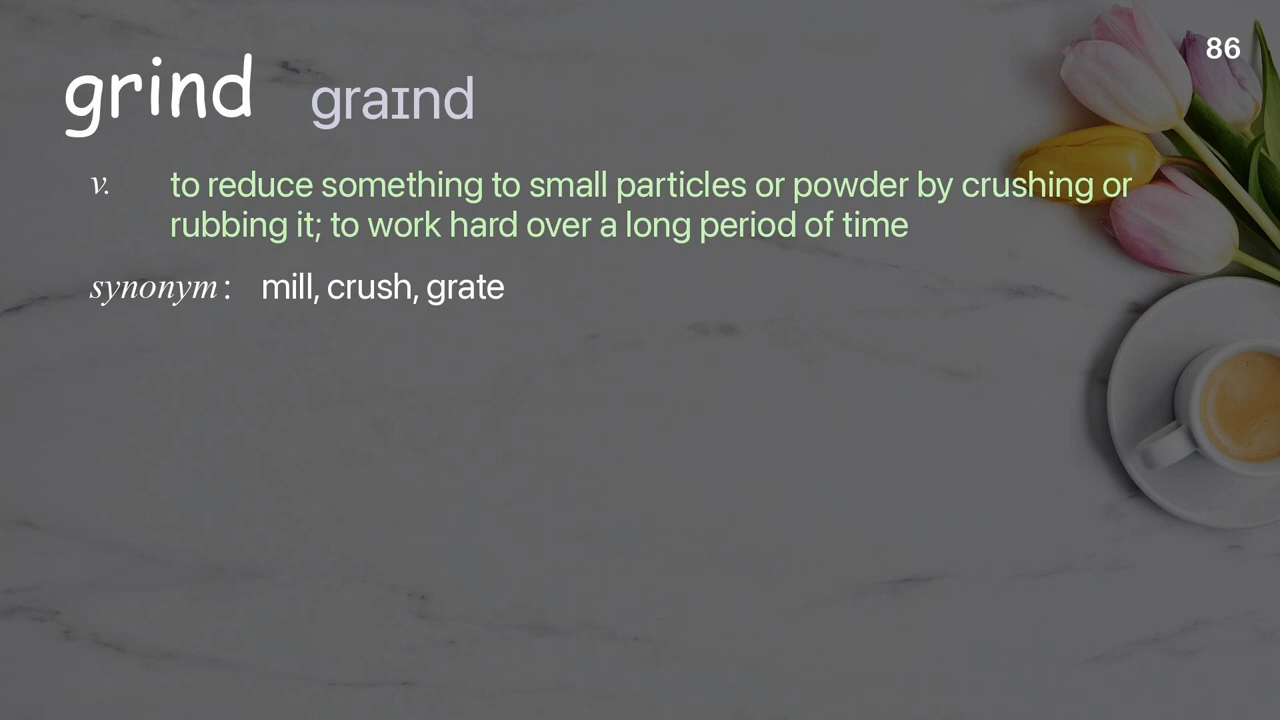 86
grind graɪnd
v. to reduce something to small particles or powder by crushing or
rubbing it; to work hard over a long period of time
synonym: mill, crush, grate